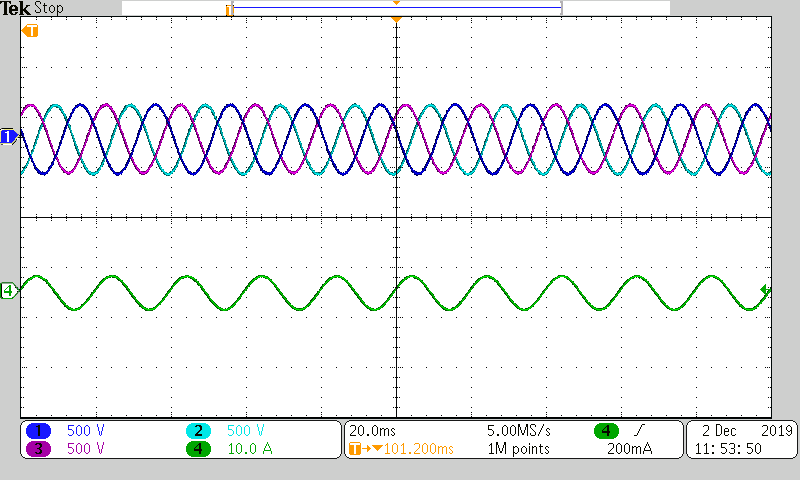 Tek Stop
T
1
4
1 500 V 2 500 V 20.0ms 5.00MS/s 4 2 Dec 2019
3 500 V 4 10.0 A T→▼101.200ms 1M points 200mA 11: 53: 50